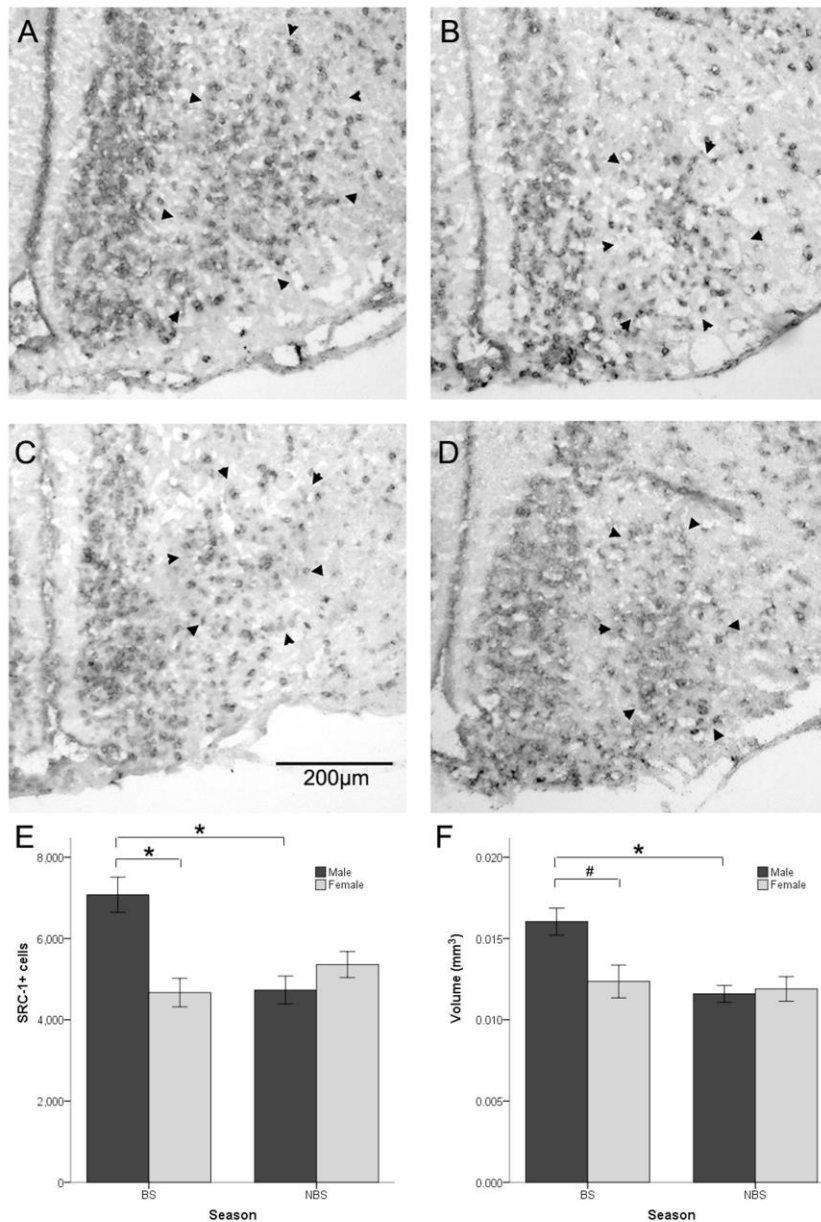 A
B
C
D
200μm
E
SRC-1+ cells
8,000
6,000
4,000
2,000
0
*
*
Male
Female
BS
NBS
Season
F
Volume (mm³)
0.020
0.015
0.010
0.005
0.000
*
#
Male
Female
BS
NBS
Season